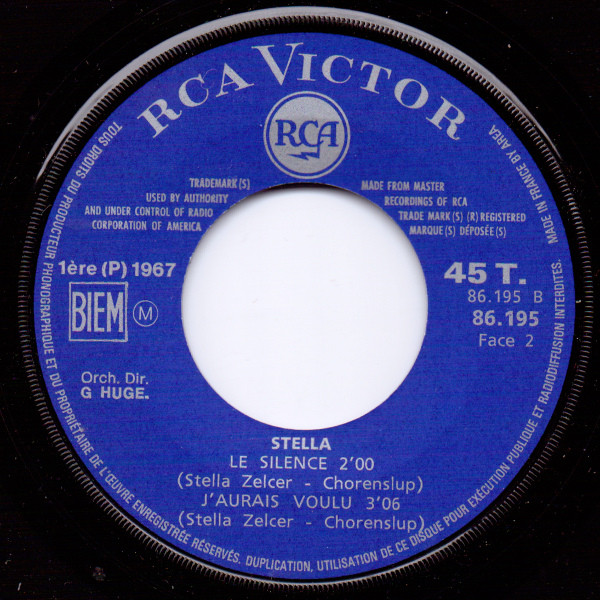 RCA VICTOR
RCA
TRADEMARK(S)
USED BY AUTHORITY
AND UNDER CONTROL OF RADIO
CORPORATION OF AMERICA
MADE FROM MASTER
RECORDINGS OF RCA
TRADE MARK(S) (R) REGISTERED
MARQUE(S) DÉPOSÉE(S)
1ère (P) 1967
BIEM
M
45 T.
86.195 B
86.195
Face 2
Orch. Dir.
G HUGE.
STELLA
LE SILENCE 2'00
(Stella Zelcer - Chorenslup)
J'AURAIS VOULU 3'06
(Stella Zelcer - Chorenslup)
TOUS DROITS DU PRODUCTEUR PHONOGRAPHIQUE ET DU PROPRIÉTAIRE DE L'ŒUVRE ENREGISTRÉE RÉSERVÉS. DUPLICATION, UTILISATION DE CE DISQUE POUR EXÉCUTION PUBLIQUE ET RADIODIFFUSION INTERDITES. MADE IN FRANCE BY AREA